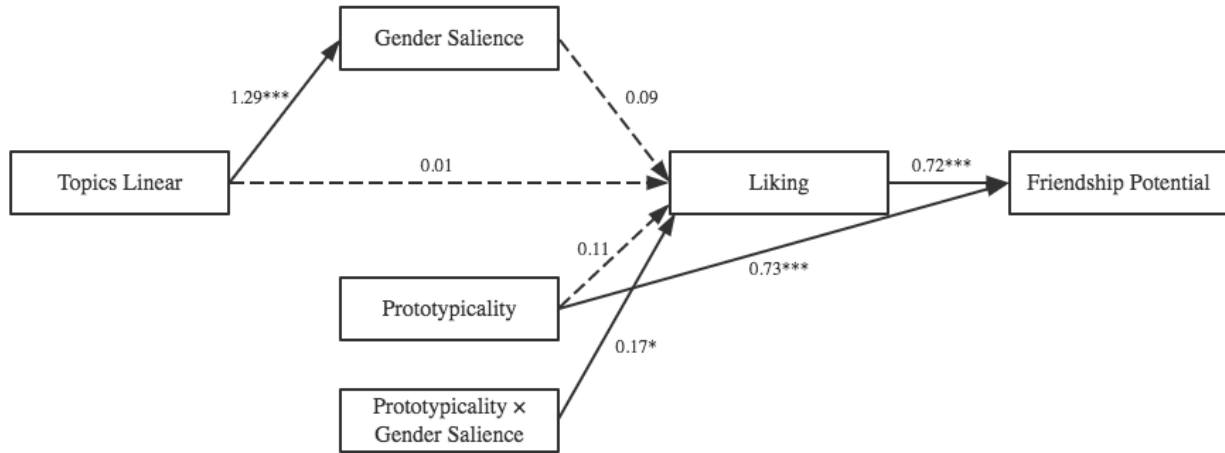 Gender Salience
1.29***
0.09
Topics Linear
0.01
Liking
0.72***
Friendship Potential
0.11
0.73***
Prototypicality
0.17*
Prototypicality ×
Gender Salience